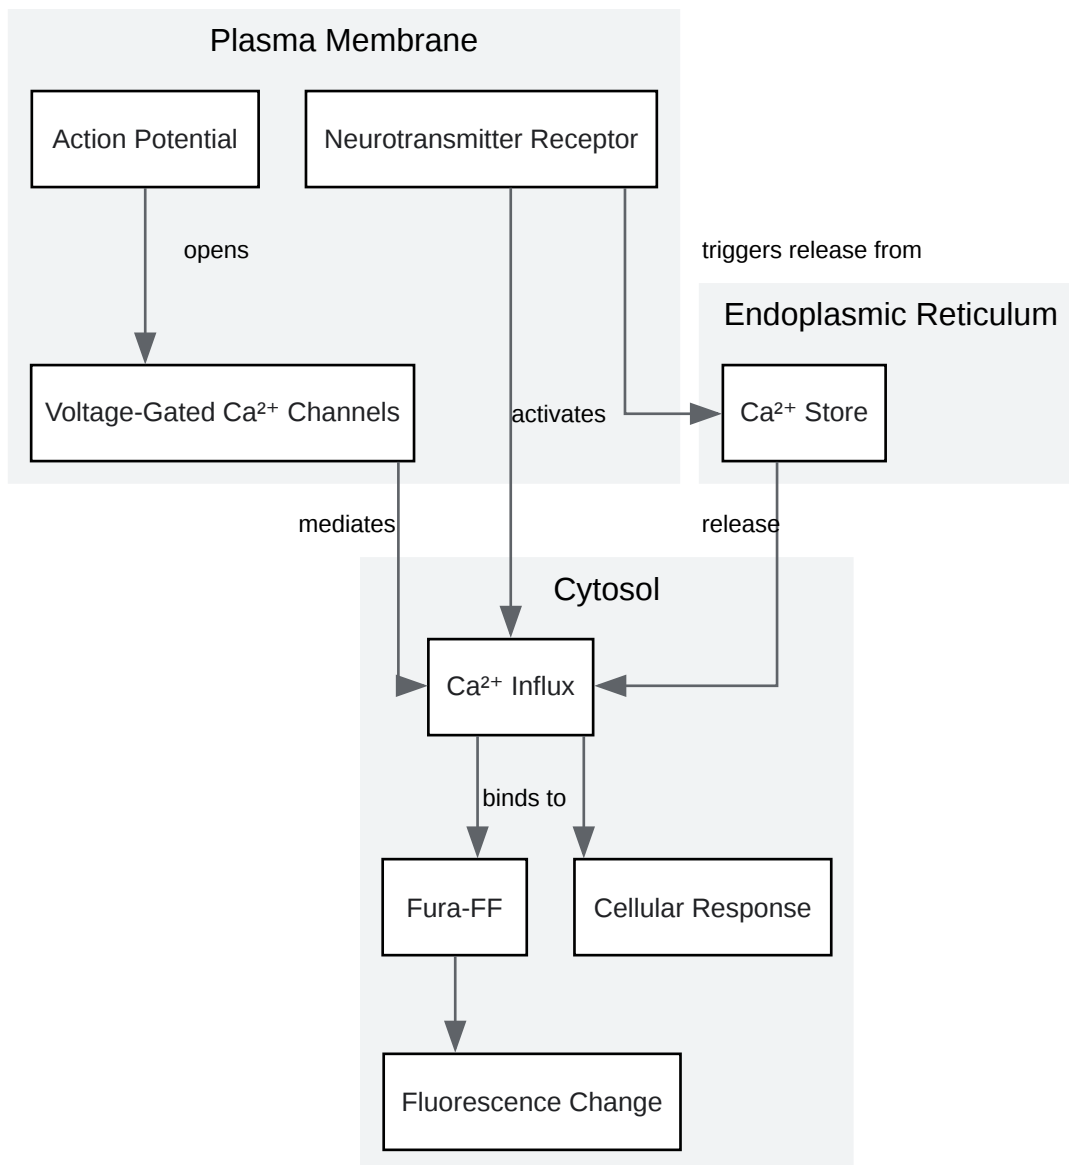 Plasma Membrane
Action Potential
Neurotransmitter Receptor
opens
triggers release from
Endoplasmic Reticulum
Voltage-Gated Ca²⁺ Channels
activates
Ca²⁺ Store
mediates
release
Cytosol
Ca²⁺ Influx
binds to
Fura-FF
Cellular Response
Fluorescence Change